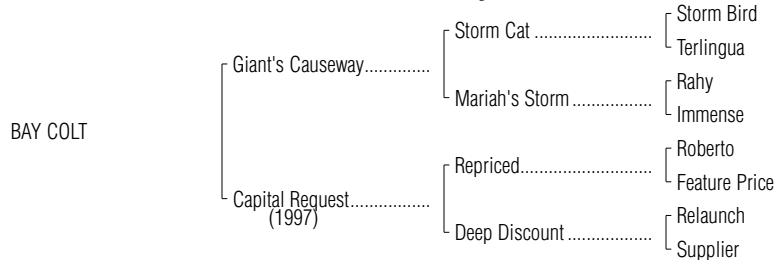 Storm Bird
Storm Cat ........................
Terlingua
Giant's Causeway..............
Rahy
Mariah's Storm ................
Immense
BAY COLT
Roberto
Repriced...........................
Feature Price
Capital Request.................
(1997)
Relaunch
Deep Discount .................
Supplier